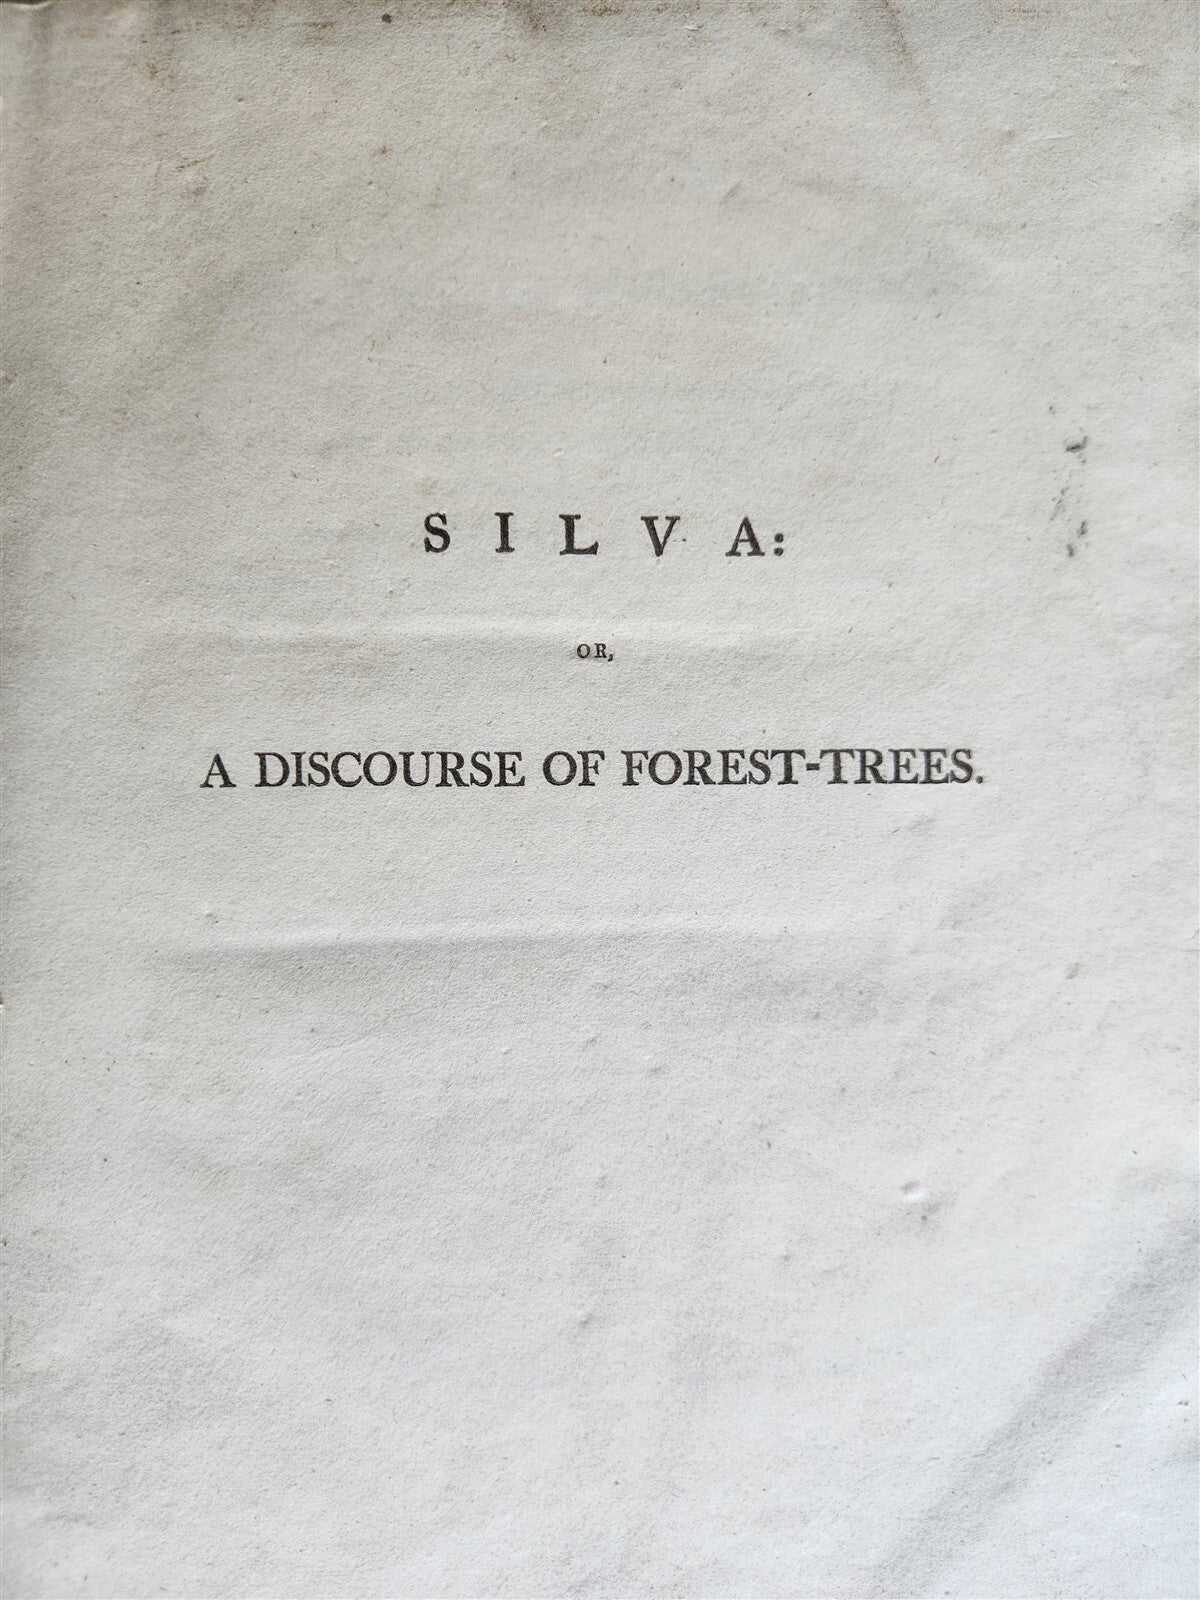 SILVA:
OR,
A DISCOURSE OF FOREST-TREES.